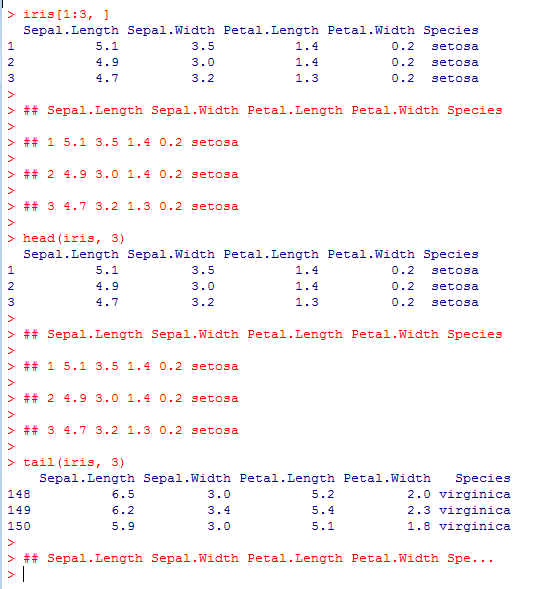 > iris[1:3, ]
  Sepal.Length Sepal.Width Petal.Length Petal.Width Species
1          5.1         3.5          1.4         0.2  setosa
2          4.9         3.0          1.4         0.2  setosa
3          4.7         3.2          1.3         0.2  setosa
>
> ## Sepal.Length Sepal.Width Petal.Length Petal.Width Species
>
> ## 1 5.1 3.5 1.4 0.2 setosa
>
> ## 2 4.9 3.0 1.4 0.2 setosa
>
> ## 3 4.7 3.2 1.3 0.2 setosa
>
> head(iris, 3)
  Sepal.Length Sepal.Width Petal.Length Petal.Width Species
1          5.1         3.5          1.4         0.2  setosa
2          4.9         3.0          1.4         0.2  setosa
3          4.7         3.2          1.3         0.2  setosa
>
> ## Sepal.Length Sepal.Width Petal.Length Petal.Width Species
>
> ## 1 5.1 3.5 1.4 0.2 setosa
>
> ## 2 4.9 3.0 1.4 0.2 setosa
>
> ## 3 4.7 3.2 1.3 0.2 setosa
>
> tail(iris, 3)
    Sepal.Length Sepal.Width Petal.Length Petal.Width   Species
148          6.5         3.0          5.2         2.0 virginica
149          6.2         3.4          5.4         2.3 virginica
150          5.9         3.0          5.1         1.8 virginica
>
> ## Sepal.Length Sepal.Width Petal.Length Petal.Width Spe...
>